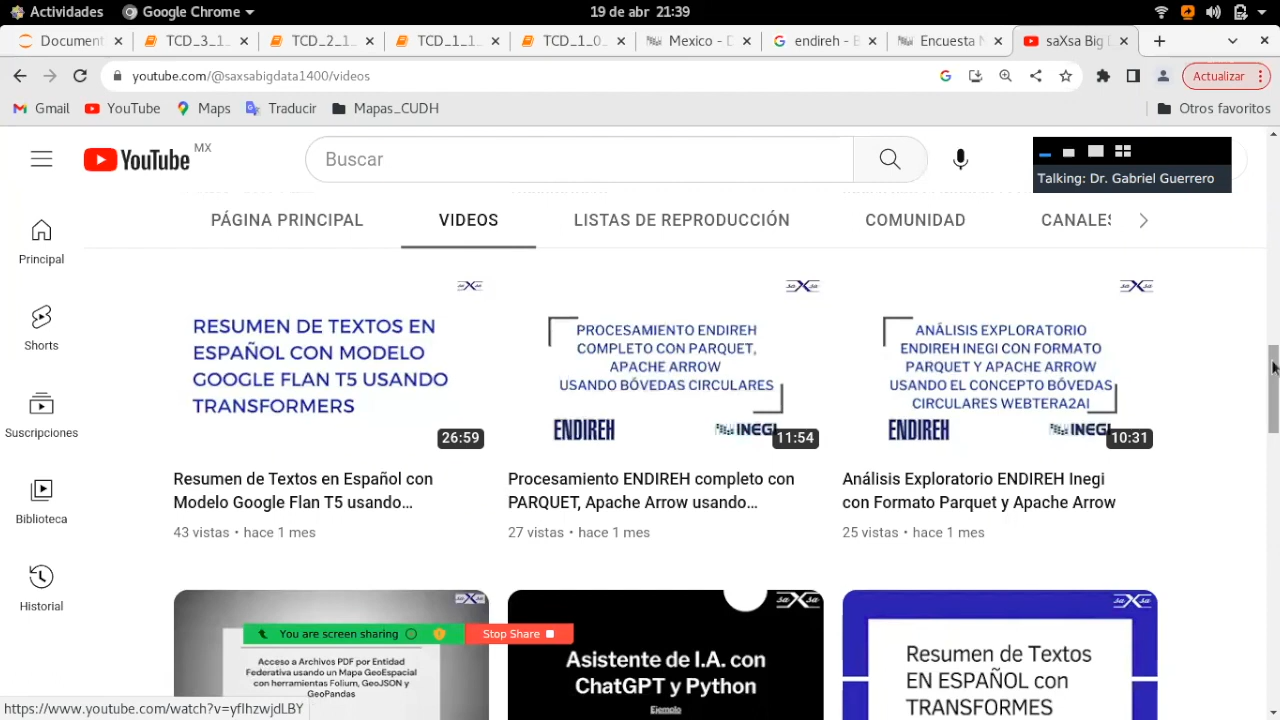 Actividades
Google Chrome
19 de abr 21:39
Document
TCD_3_1
TCD_2_1
TCD_1_1
TCD_1_0
Mexico - D
endireh - B
Encuesta N
saXsa Big D
youtube.com/@saxsabigdata1400/videos
Actualizar
Gmail
YouTube
Maps
Traducir
Mapas_CUDH
Otros favoritos
YouTube MX
Buscar
Talking: Dr. Gabriel Guerrero
PÁGINA PRINCIPAL
VIDEOS
LISTAS DE REPRODUCCIÓN
COMUNIDAD
CANALES
Principal
Shorts
Suscripciones
Biblioteca
Historial
saXsa
RESUMEN DE TEXTOS EN
ESPAÑOL CON MODELO
GOOGLE FLAN T5 USANDO
TRANSFORMERS
26:59
Resumen de Textos en Español con
Modelo Google Flan T5 usando…
43 vistas • hace 1 mes
saXsa
PROCESAMIENTO ENDIREH
COMPLETO CON PARQUET,
APACHE ARROW
USANDO BÓVEDAS CIRCULARES
ENDIREH
INEGI
11:54
Procesamiento ENDIREH completo con
PARQUET, Apache Arrow usando…
27 vistas • hace 1 mes
saXsa
ANÁLISIS EXPLORATORIO
ENDIREH INEGI CON FORMATO
PARQUET Y APACHE ARROW
USANDO EL CONCEPTO BÓVEDAS
CIRCULARES WEBTERA2AI
ENDIREH
INEGI
10:31
Análisis Exploratorio ENDIREH Inegi
con Formato Parquet y Apache Arrow
25 vistas • hace 1 mes
saXsa
Acceso a Archivos PDF por Entidad
Federativa usando un Mapa GeoEspacial
con herramientas Folium, GeoJSON y
GeoPandas
saXsa
Asistente de I.A. con
ChatGPT y Python
Ejemplo
saXsa
Resumen de Textos
EN ESPAÑOL con
TRANSFORMES
You are screen sharing
Stop Share
https://www.youtube.com/watch?v=yfIhzwjdLBY